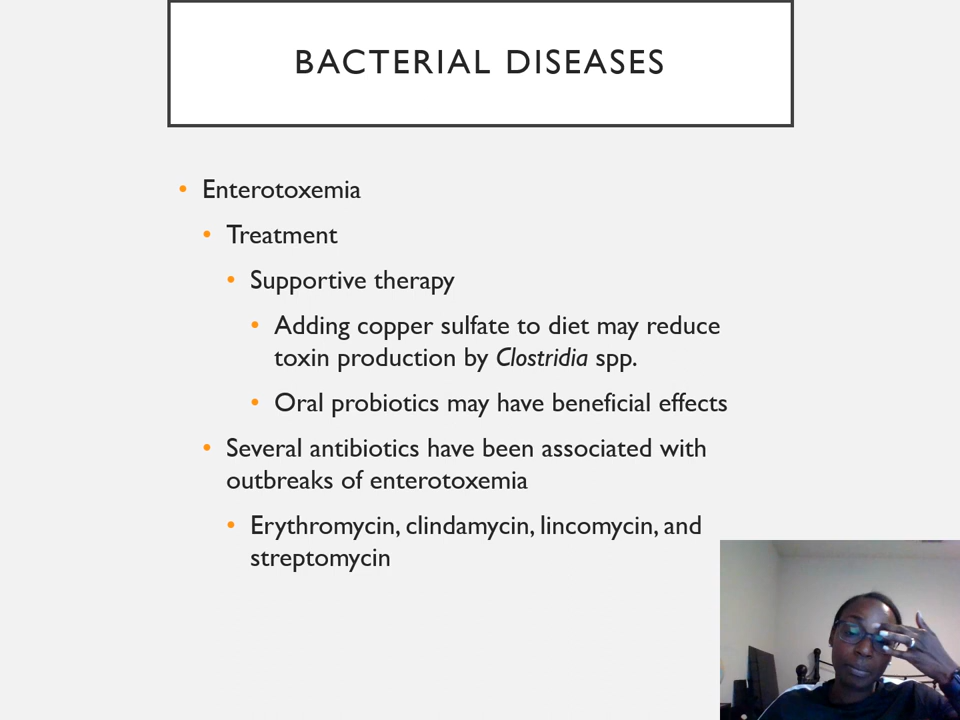 BACTERIAL DISEASES
• Enterotoxemia
• Treatment
• Supportive therapy
• Adding copper sulfate to diet may reduce
toxin production by Clostridia spp.
• Oral probiotics may have beneficial effects
• Several antibiotics have been associated with
outbreaks of enterotoxemia
• Erythromycin, clindamycin, lincomycin, and
streptomycin